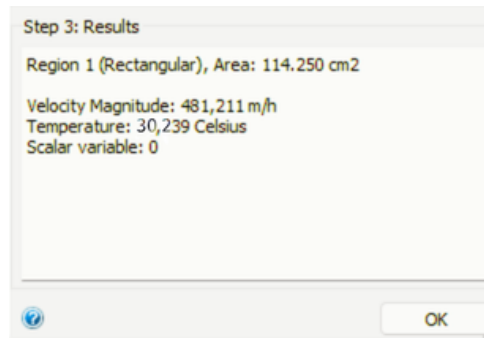 Step 3: Results
Region 1 (Rectangular), Area: 114.250 cm2
Velocity Magnitude: 481,211 m/h
Temperature: 30,239 Celsius
Scalar variable: 0
OK